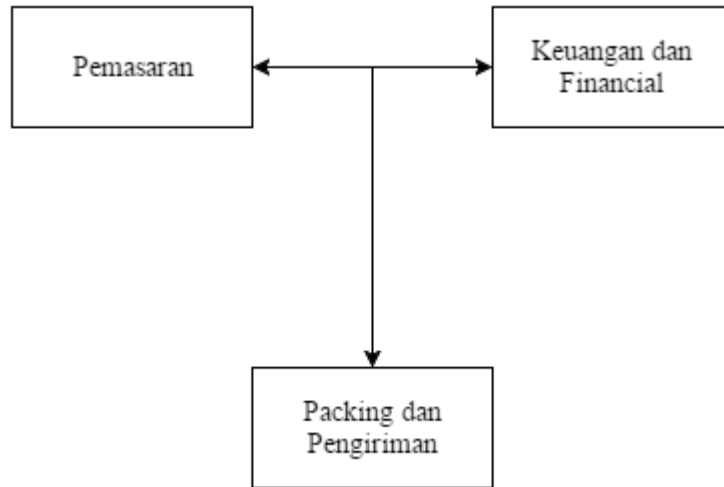 Pemasaran
Keuangan dan
Financial
Packing dan
Pengiriman